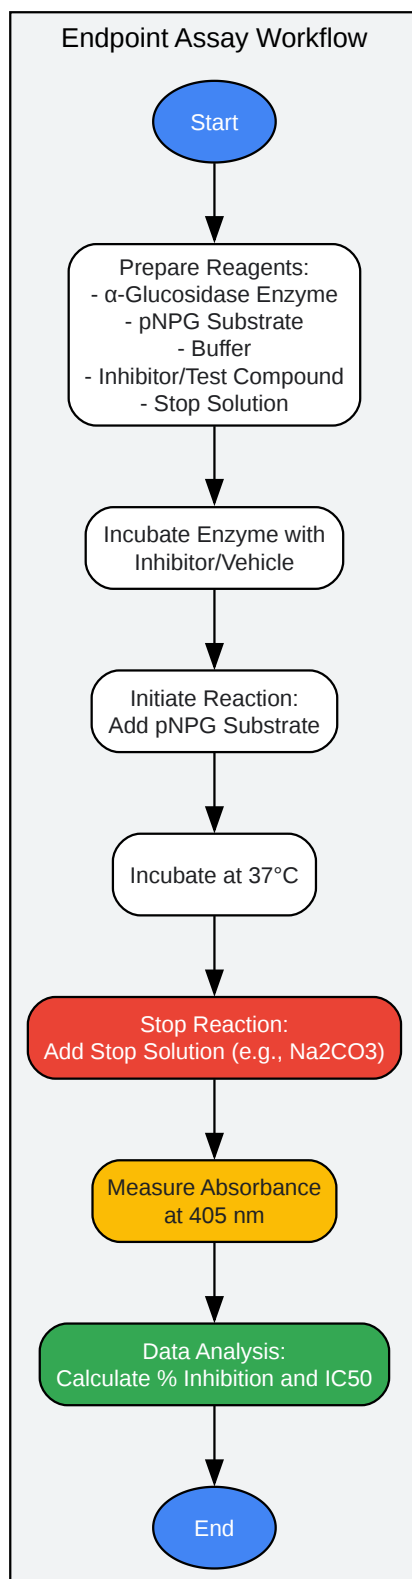 Endpoint Assay Workflow
Start
Prepare Reagents:
- α-Glucosidase Enzyme
- pNPG Substrate
- Buffer
- Inhibitor/Test Compound
- Stop Solution
Incubate Enzyme with
Inhibitor/Vehicle
Initiate Reaction:
Add pNPG Substrate
Incubate at 37°C
Stop Reaction:
Add Stop Solution (e.g., Na2CO3)
Measure Absorbance
at 405 nm
Data Analysis:
Calculate % Inhibition and IC50
End